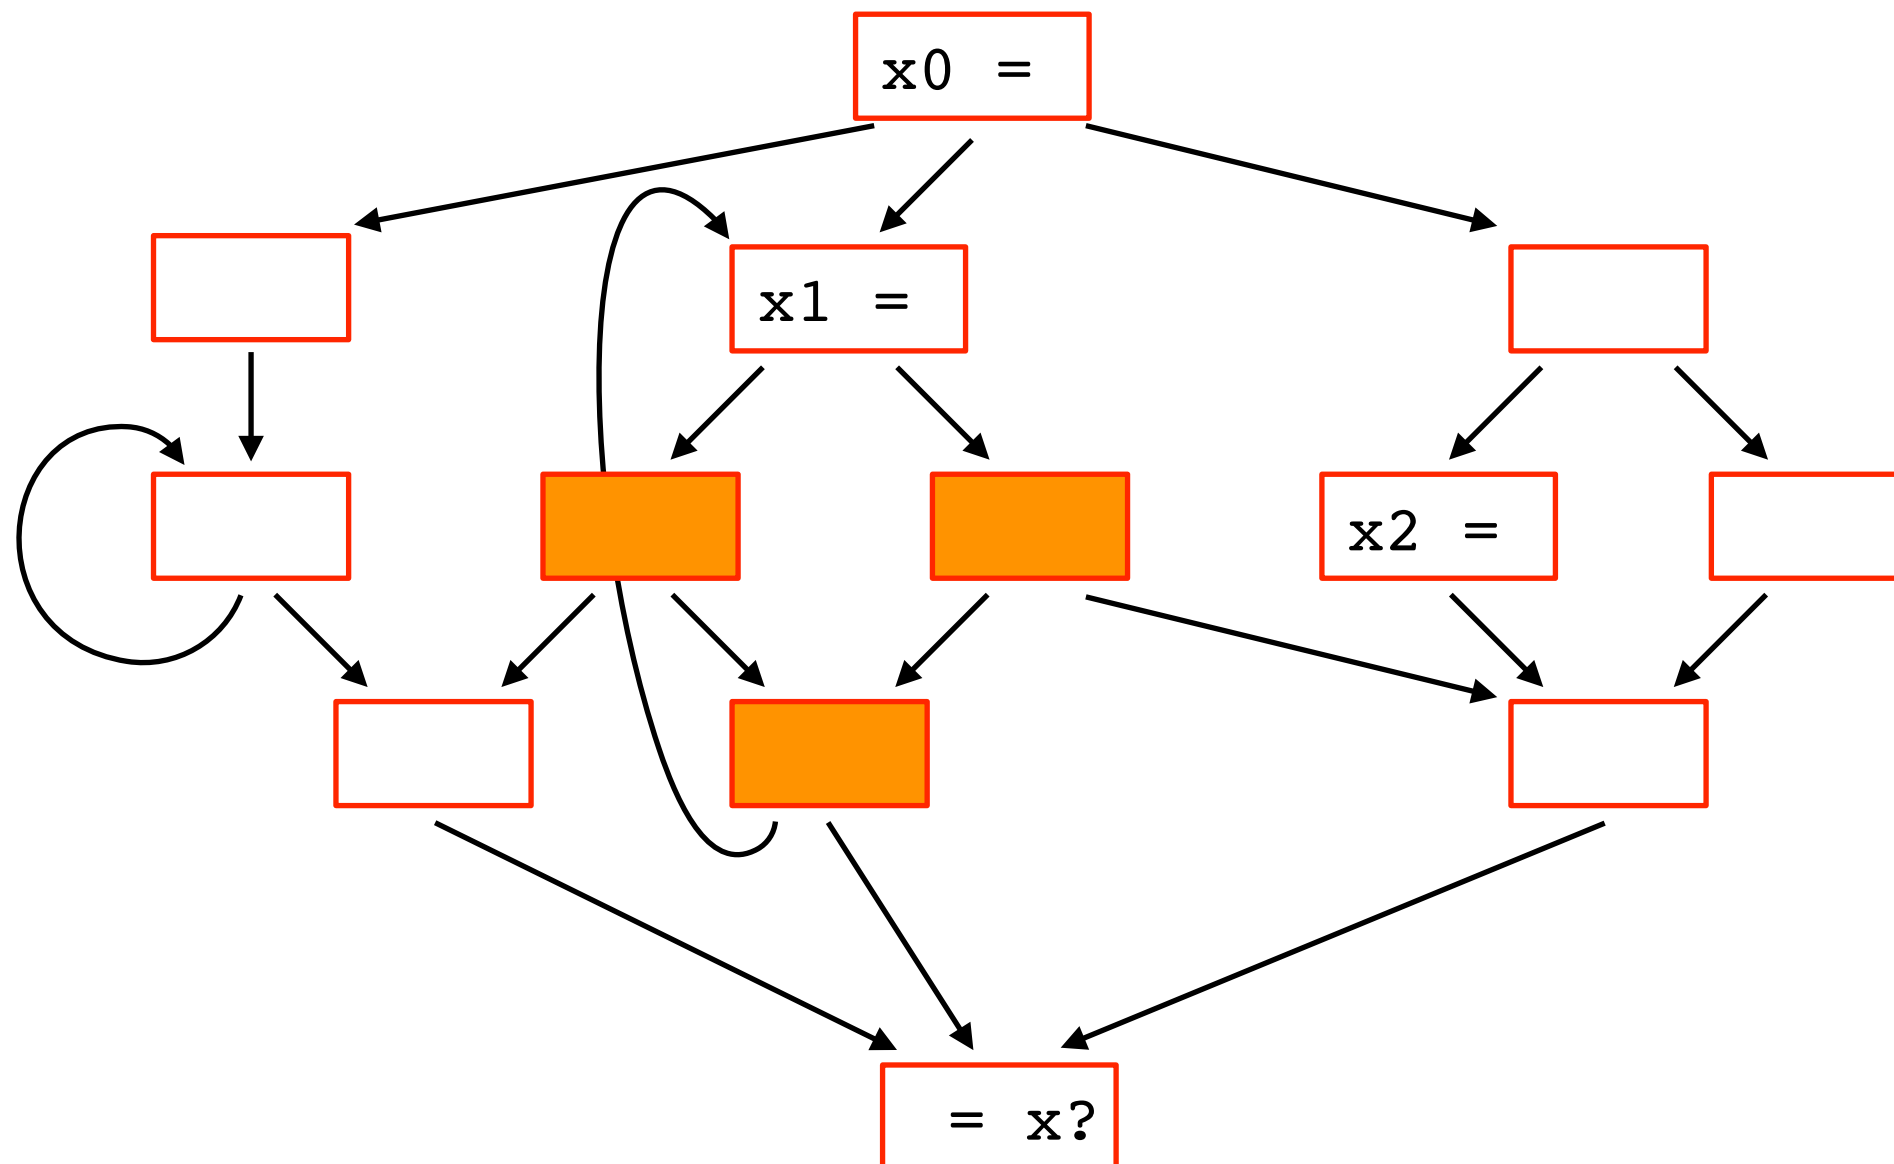 x0 =
x1 =
x2 =
= x?